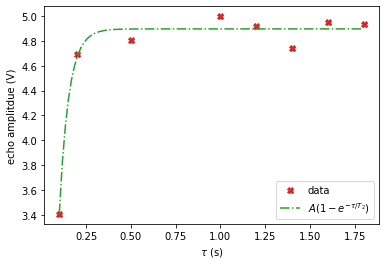 5.0
4.8
4.6
4.4
4.2
4.0
3.8
3.6
3.4
echo amplitdue (V)
0.25 0.50 0.75 1.00 1.25 1.50 1.75
τ (s)
data
A(1 − e^{−τ/T₂})